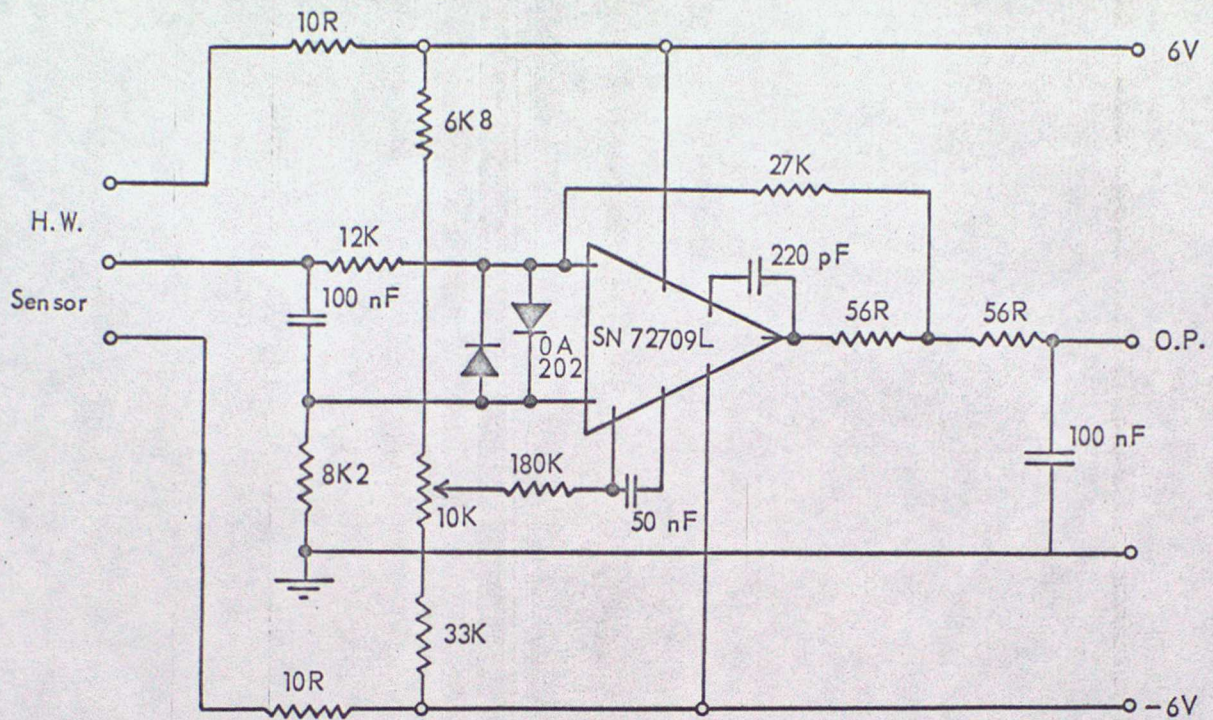 10R
6V
6K8
27K
H.W.
12K
220 pF
Sensor
100 nF
56R
56R
SN 72709L
O.P.
0A
202
100 nF
8K2
180K
10K
50 nF
33K
10R
-6V